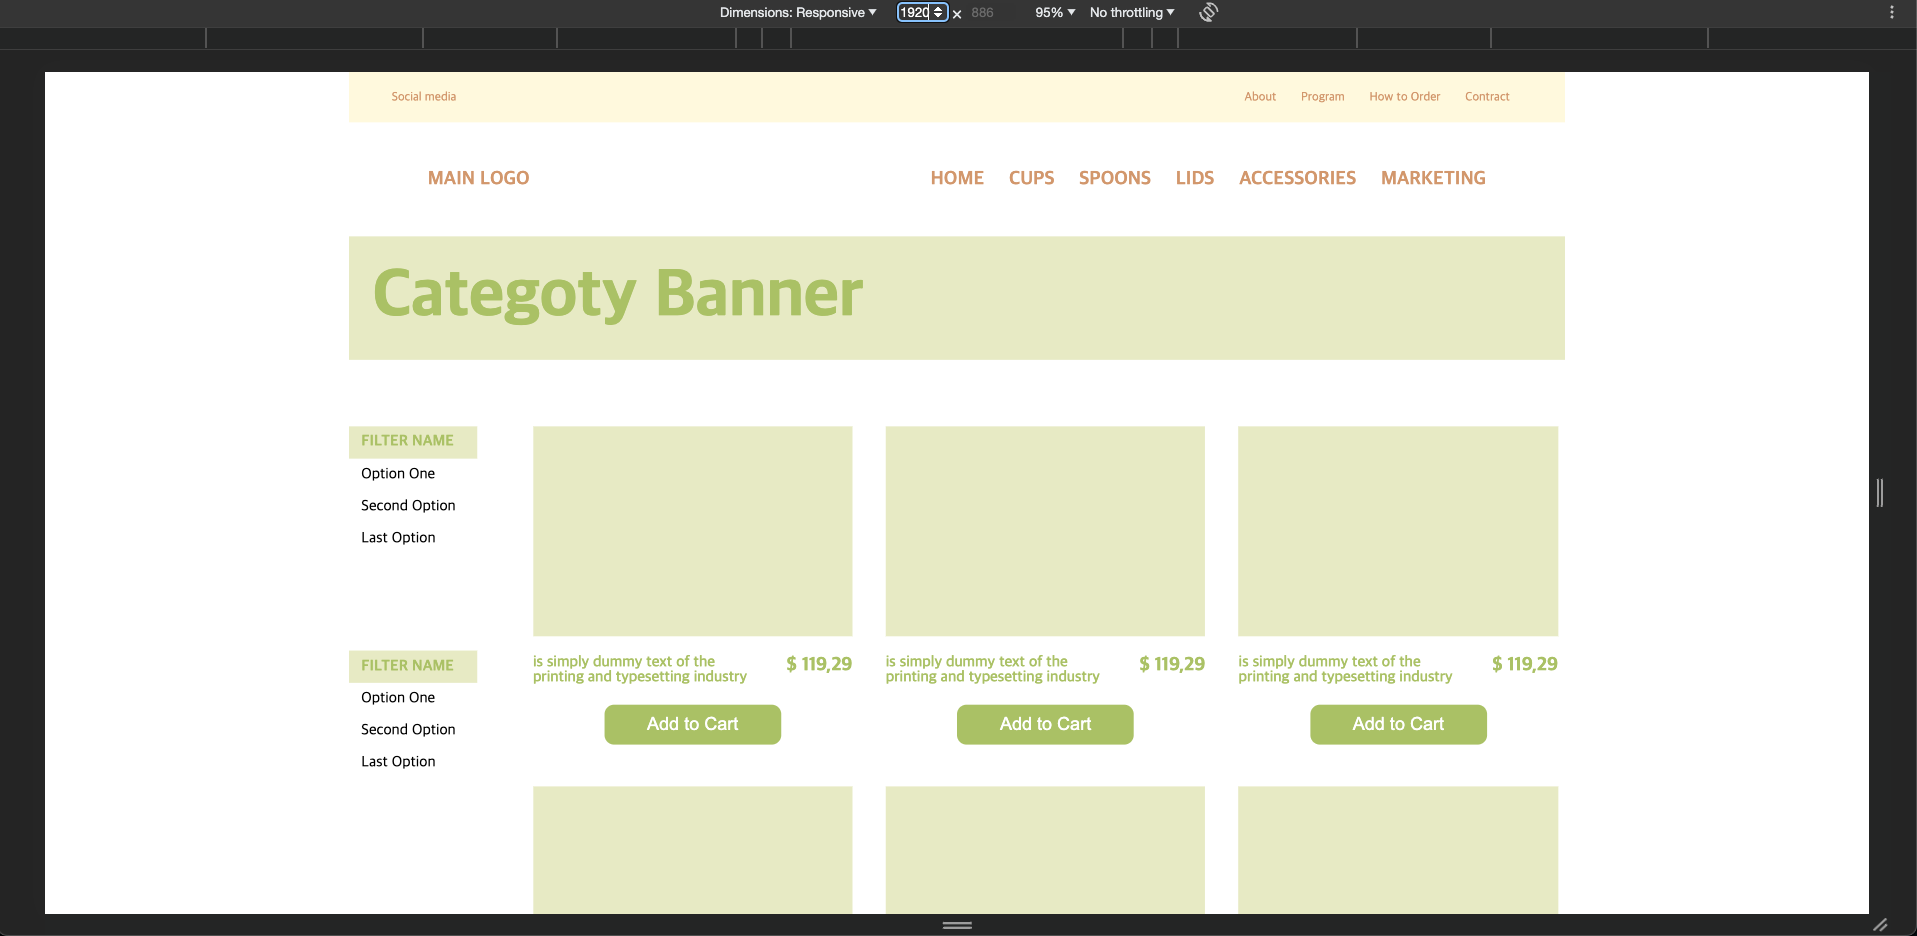 Dimensions: Responsive 1920 × 886 95% No throttling
Social media About Program How to Order Contract
MAIN LOGO HOME CUPS SPOONS LIDS ACCESSORIES MARKETING
Categoty Banner
FILTER NAME
Option One
Second Option
Last Option
FILTER NAME
Option One
Second Option
Last Option
is simply dummy text of the
printing and typesetting industry
$ 119,29
Add to Cart
is simply dummy text of the
printing and typesetting industry
$ 119,29
Add to Cart
is simply dummy text of the
printing and typesetting industry
$ 119,29
Add to Cart